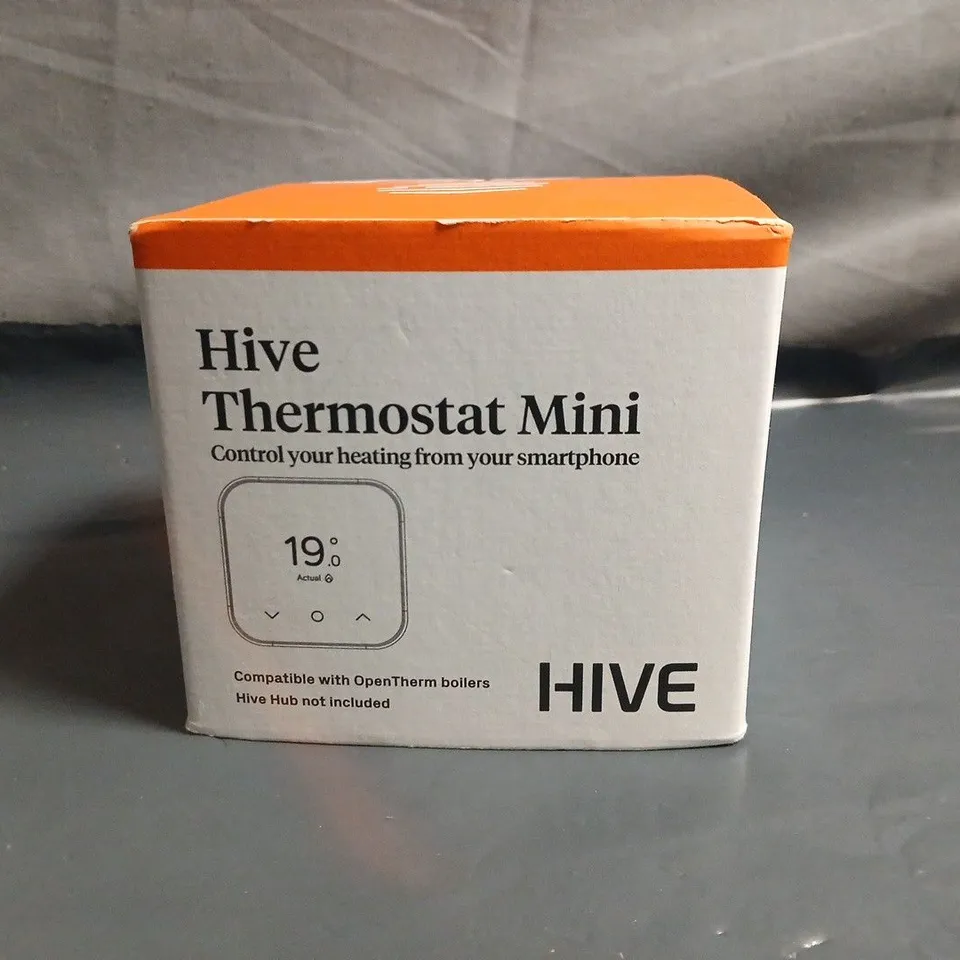 Hive
Thermostat Mini
Control your heating from your smartphone
19.0°
Actual
Compatible with OpenTherm boilers
Hive Hub not included
HIVE